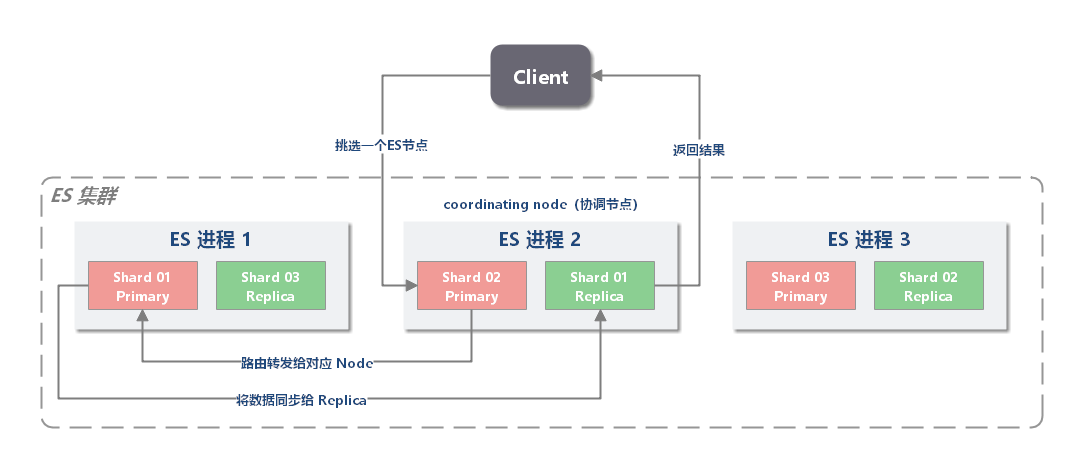 Client
挑选一个ES节点
返回结果
ES 集群
coordinating node（协调节点）
ES 进程 1
ES 进程 2
ES 进程 3
Shard 01
Primary
Shard 03
Replica
Shard 02
Primary
Shard 01
Replica
Shard 03
Primary
Shard 02
Replica
路由转发给对应 Node
将数据同步给 Replica